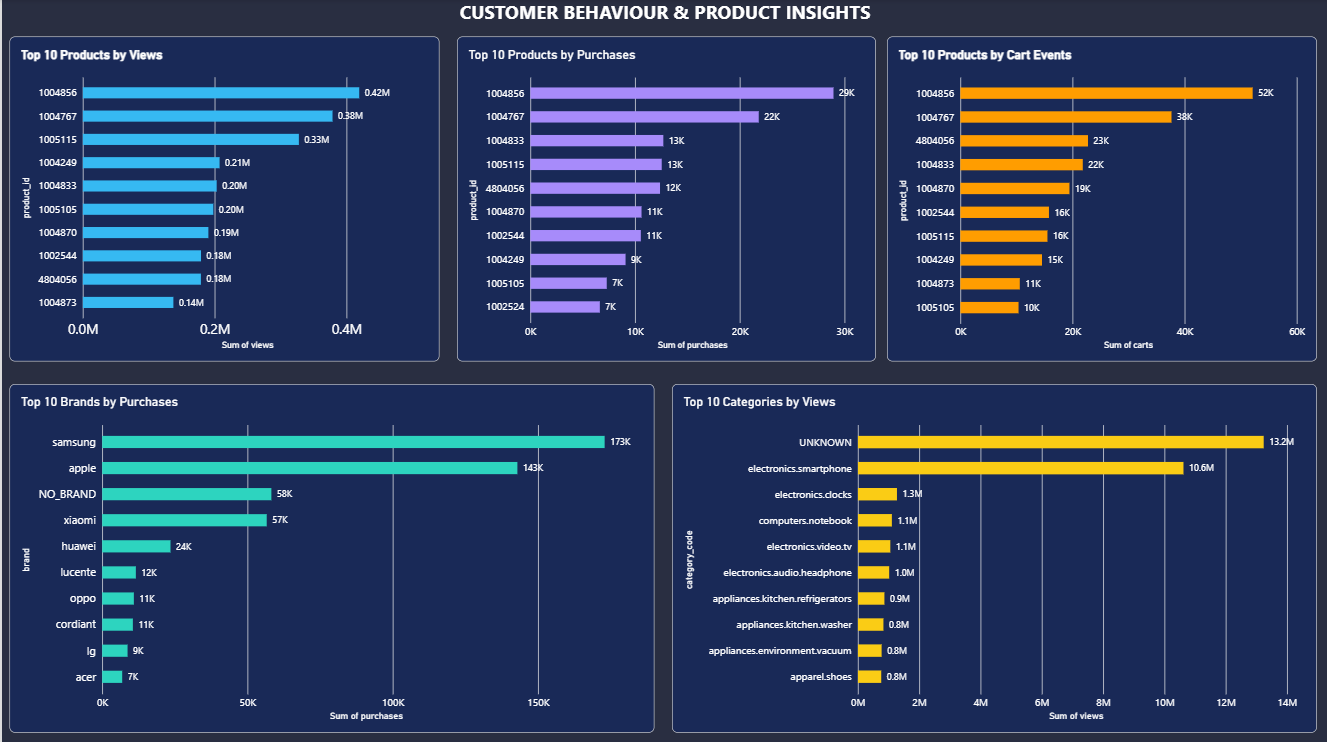 CUSTOMER BEHAVIOUR & PRODUCT INSIGHTS
Top 10 Products by Views
product_id
1004856 0.42M
1004767 0.38M
1005115 0.33M
1004249 0.21M
1004833 0.20M
1005105 0.20M
1004870 0.19M
1002544 0.18M
4804056 0.18M
1004873 0.14M
0.0M 0.2M 0.4M
Sum of views
Top 10 Products by Purchases
product_id
1004856 29K
1004767 22K
1004833 13K
1005115 13K
4804056 12K
1004870 11K
1002544 11K
1004249 9K
1005105 7K
1002524 7K
0K 10K 20K 30K
Sum of purchases
Top 10 Products by Cart Events
product_id
1004856 52K
1004767 38K
4804056 23K
1004833 22K
1004870 19K
1002544 16K
1005115 16K
1004249 15K
1004873 11K
1005105 10K
0K 20K 40K 60K
Sum of carts
Top 10 Brands by Purchases
brand
samsung 173K
apple 143K
NO_BRAND 58K
xiaomi 57K
huawei 24K
lucente 12K
oppo 11K
cordiant 11K
lg 9K
acer 7K
0K 50K 100K 150K
Sum of purchases
Top 10 Categories by Views
category_code
UNKNOWN 13.2M
electronics.smartphone 10.6M
electronics.clocks 1.3M
computers.notebook 1.1M
electronics.video.tv 1.1M
electronics.audio.headphone 1.0M
appliances.kitchen.refrigerators 0.9M
appliances.kitchen.washer 0.8M
appliances.environment.vacuum 0.8M
apparel.shoes 0.8M
0M 2M 4M 6M 8M 10M 12M 14M
Sum of views